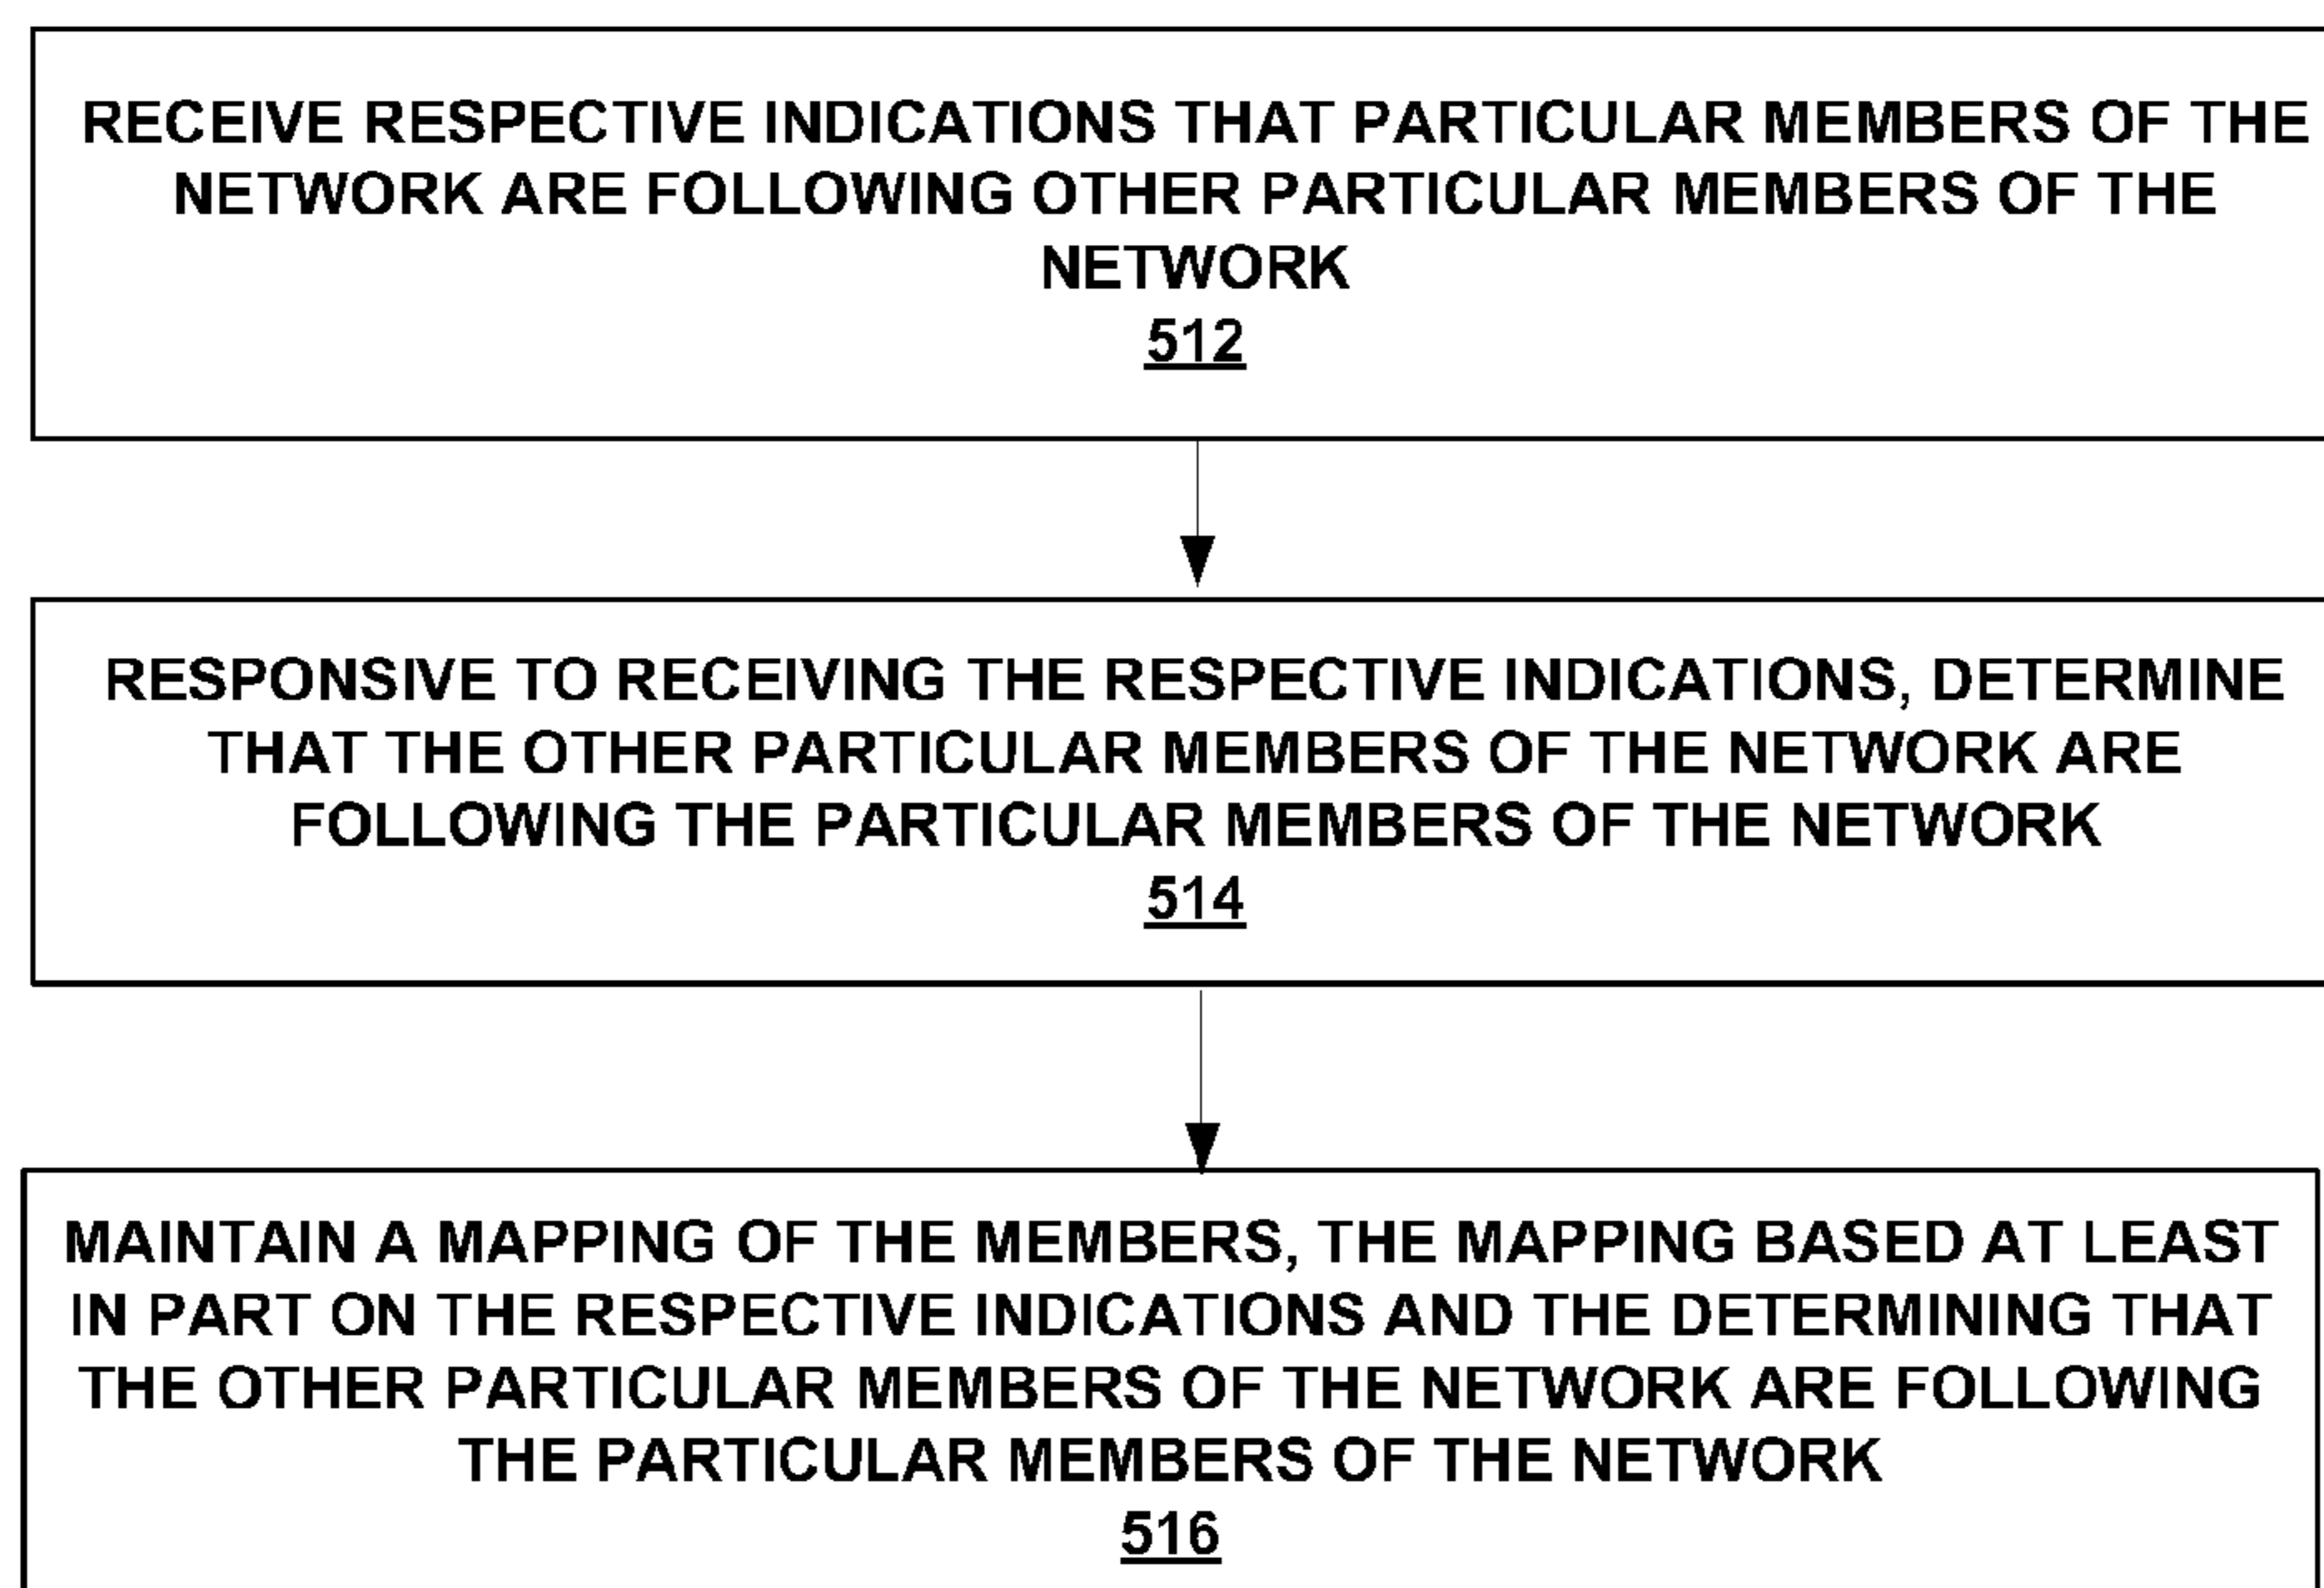 RECEIVE RESPECTIVE INDICATIONS THAT PARTICULAR MEMBERS OF THE
NETWORK ARE FOLLOWING OTHER PARTICULAR MEMBERS OF THE
NETWORK
512
RESPONSIVE TO RECEIVING THE RESPECTIVE INDICATIONS, DETERMINE
THAT THE OTHER PARTICULAR MEMBERS OF THE NETWORK ARE
FOLLOWING THE PARTICULAR MEMBERS OF THE NETWORK
514
MAINTAIN A MAPPING OF THE MEMBERS, THE MAPPING BASED AT LEAST
IN PART ON THE RESPECTIVE INDICATIONS AND THE DETERMINING THAT
THE OTHER PARTICULAR MEMBERS OF THE NETWORK ARE FOLLOWING
THE PARTICULAR MEMBERS OF THE NETWORK
516